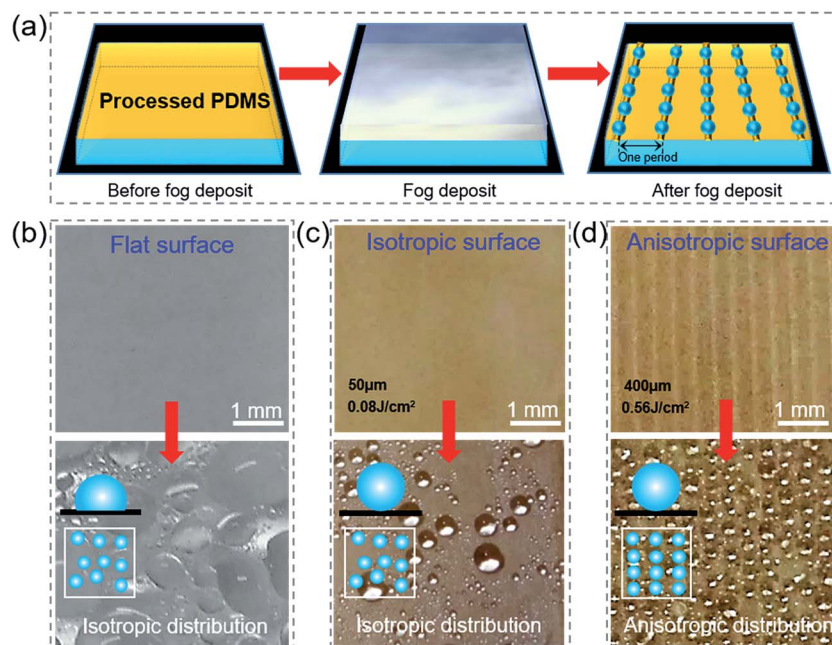 (a)
Processed PDMS
One period
Before fog deposit
Fog deposit
After fog deposit
(b)
Flat surface
1 mm
Isotropic distribution
(c)
Isotropic surface
50μm
0.08J/cm²
1 mm
Isotropic distribution
(d)
Anisotropic surface
400μm
0.56J/cm²
1 mm
Anisotropic distribution